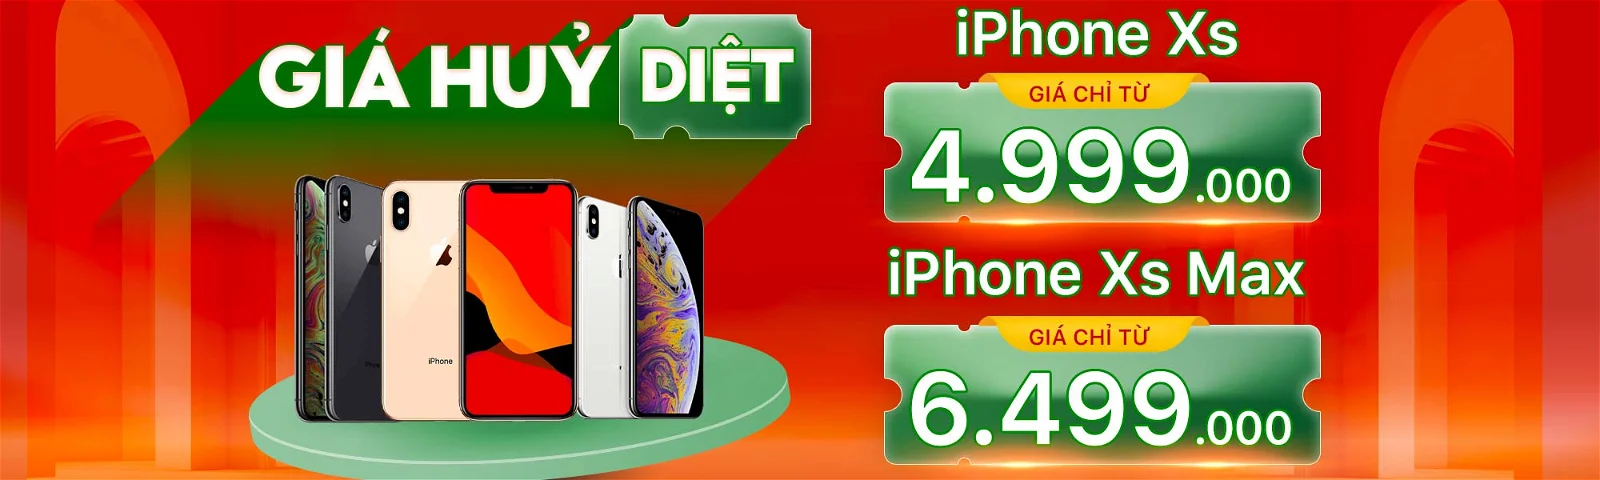 GIÁ HUỶ DIỆT
iPhone Xs
GIÁ CHỈ TỪ
4.999.000
iPhone Xs Max
GIÁ CHỈ TỪ
6.499.000
iPhone